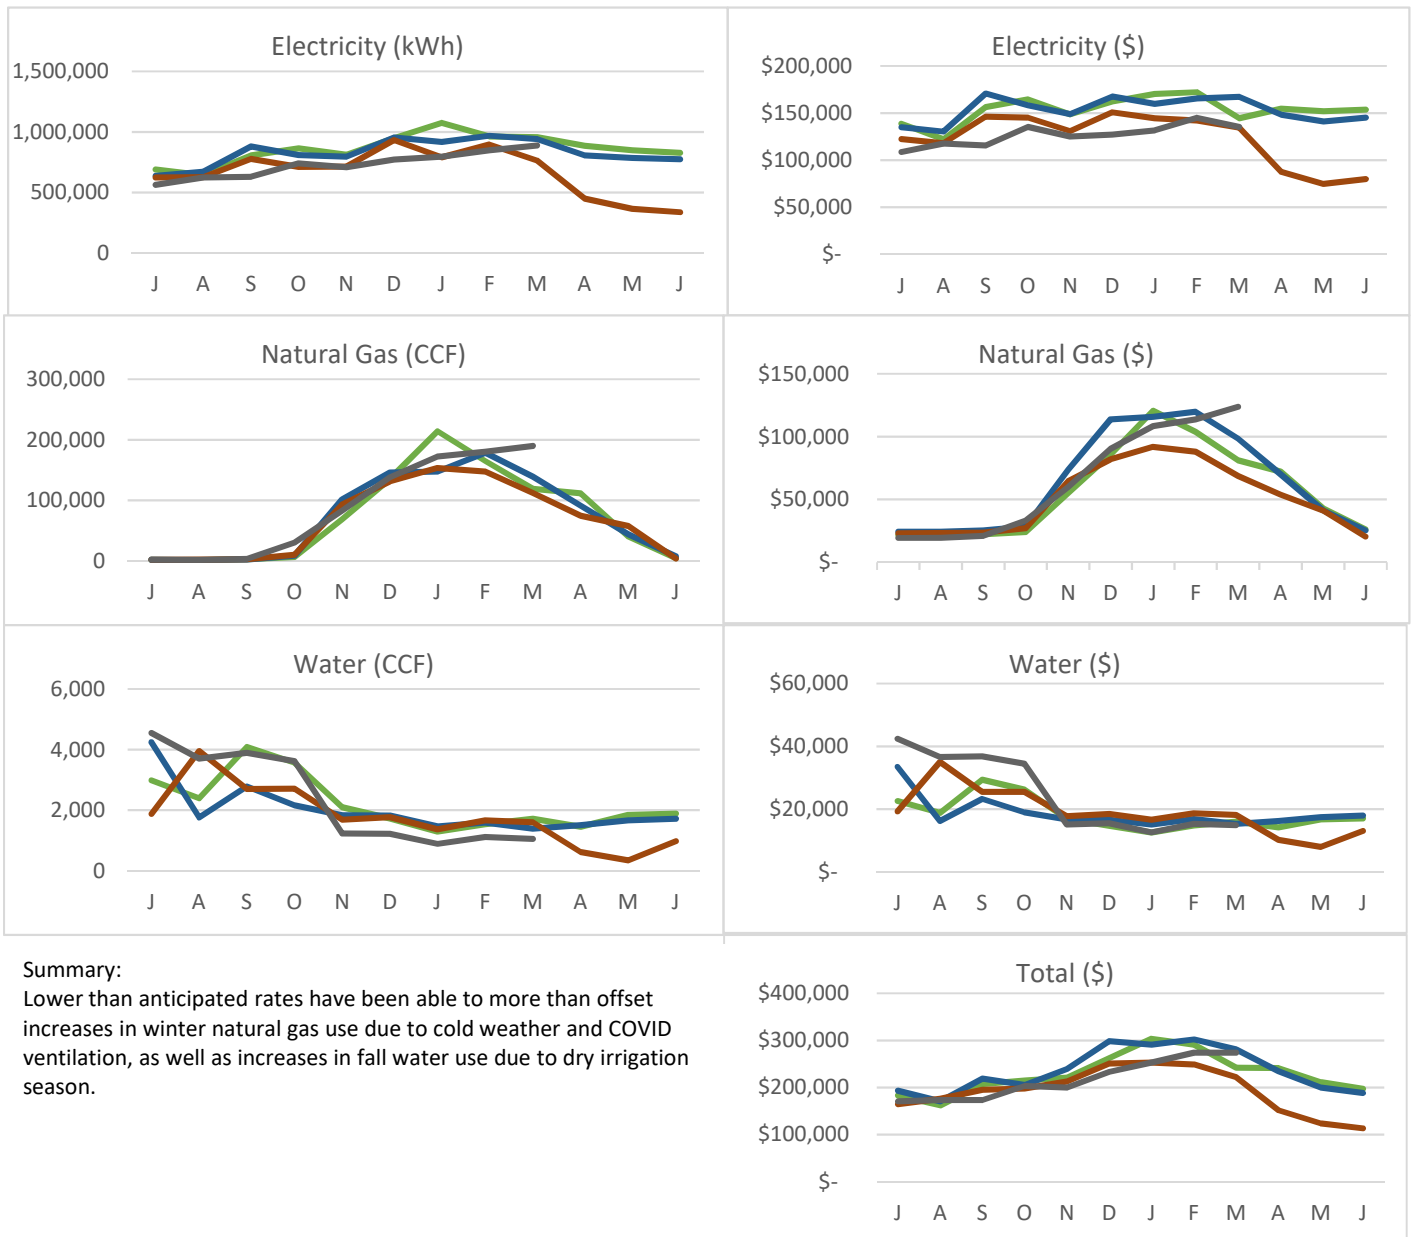 Electricity (kWh)
1,500,000
1,000,000
500,000
0
J A S O N D J F M A M J
Electricity ($)
$200,000
$150,000
$100,000
$50,000
$-
J A S O N D J F M A M J
Natural Gas (CCF)
300,000
200,000
100,000
0
J A S O N D J F M A M J
Natural Gas ($)
$150,000
$100,000
$50,000
$-
J A S O N D J F M A M J
Water (CCF)
6,000
4,000
2,000
0
J A S O N D J F M A M J
Water ($)
$60,000
$40,000
$20,000
$-
J A S O N D J F M A M J
Summary:
Lower than anticipated rates have been able to more than offset
increases in winter natural gas use due to cold weather and COVID
ventilation, as well as increases in fall water use due to dry irrigation
season.
Total ($)
$400,000
$300,000
$200,000
$100,000
$-
J A S O N D J F M A M J